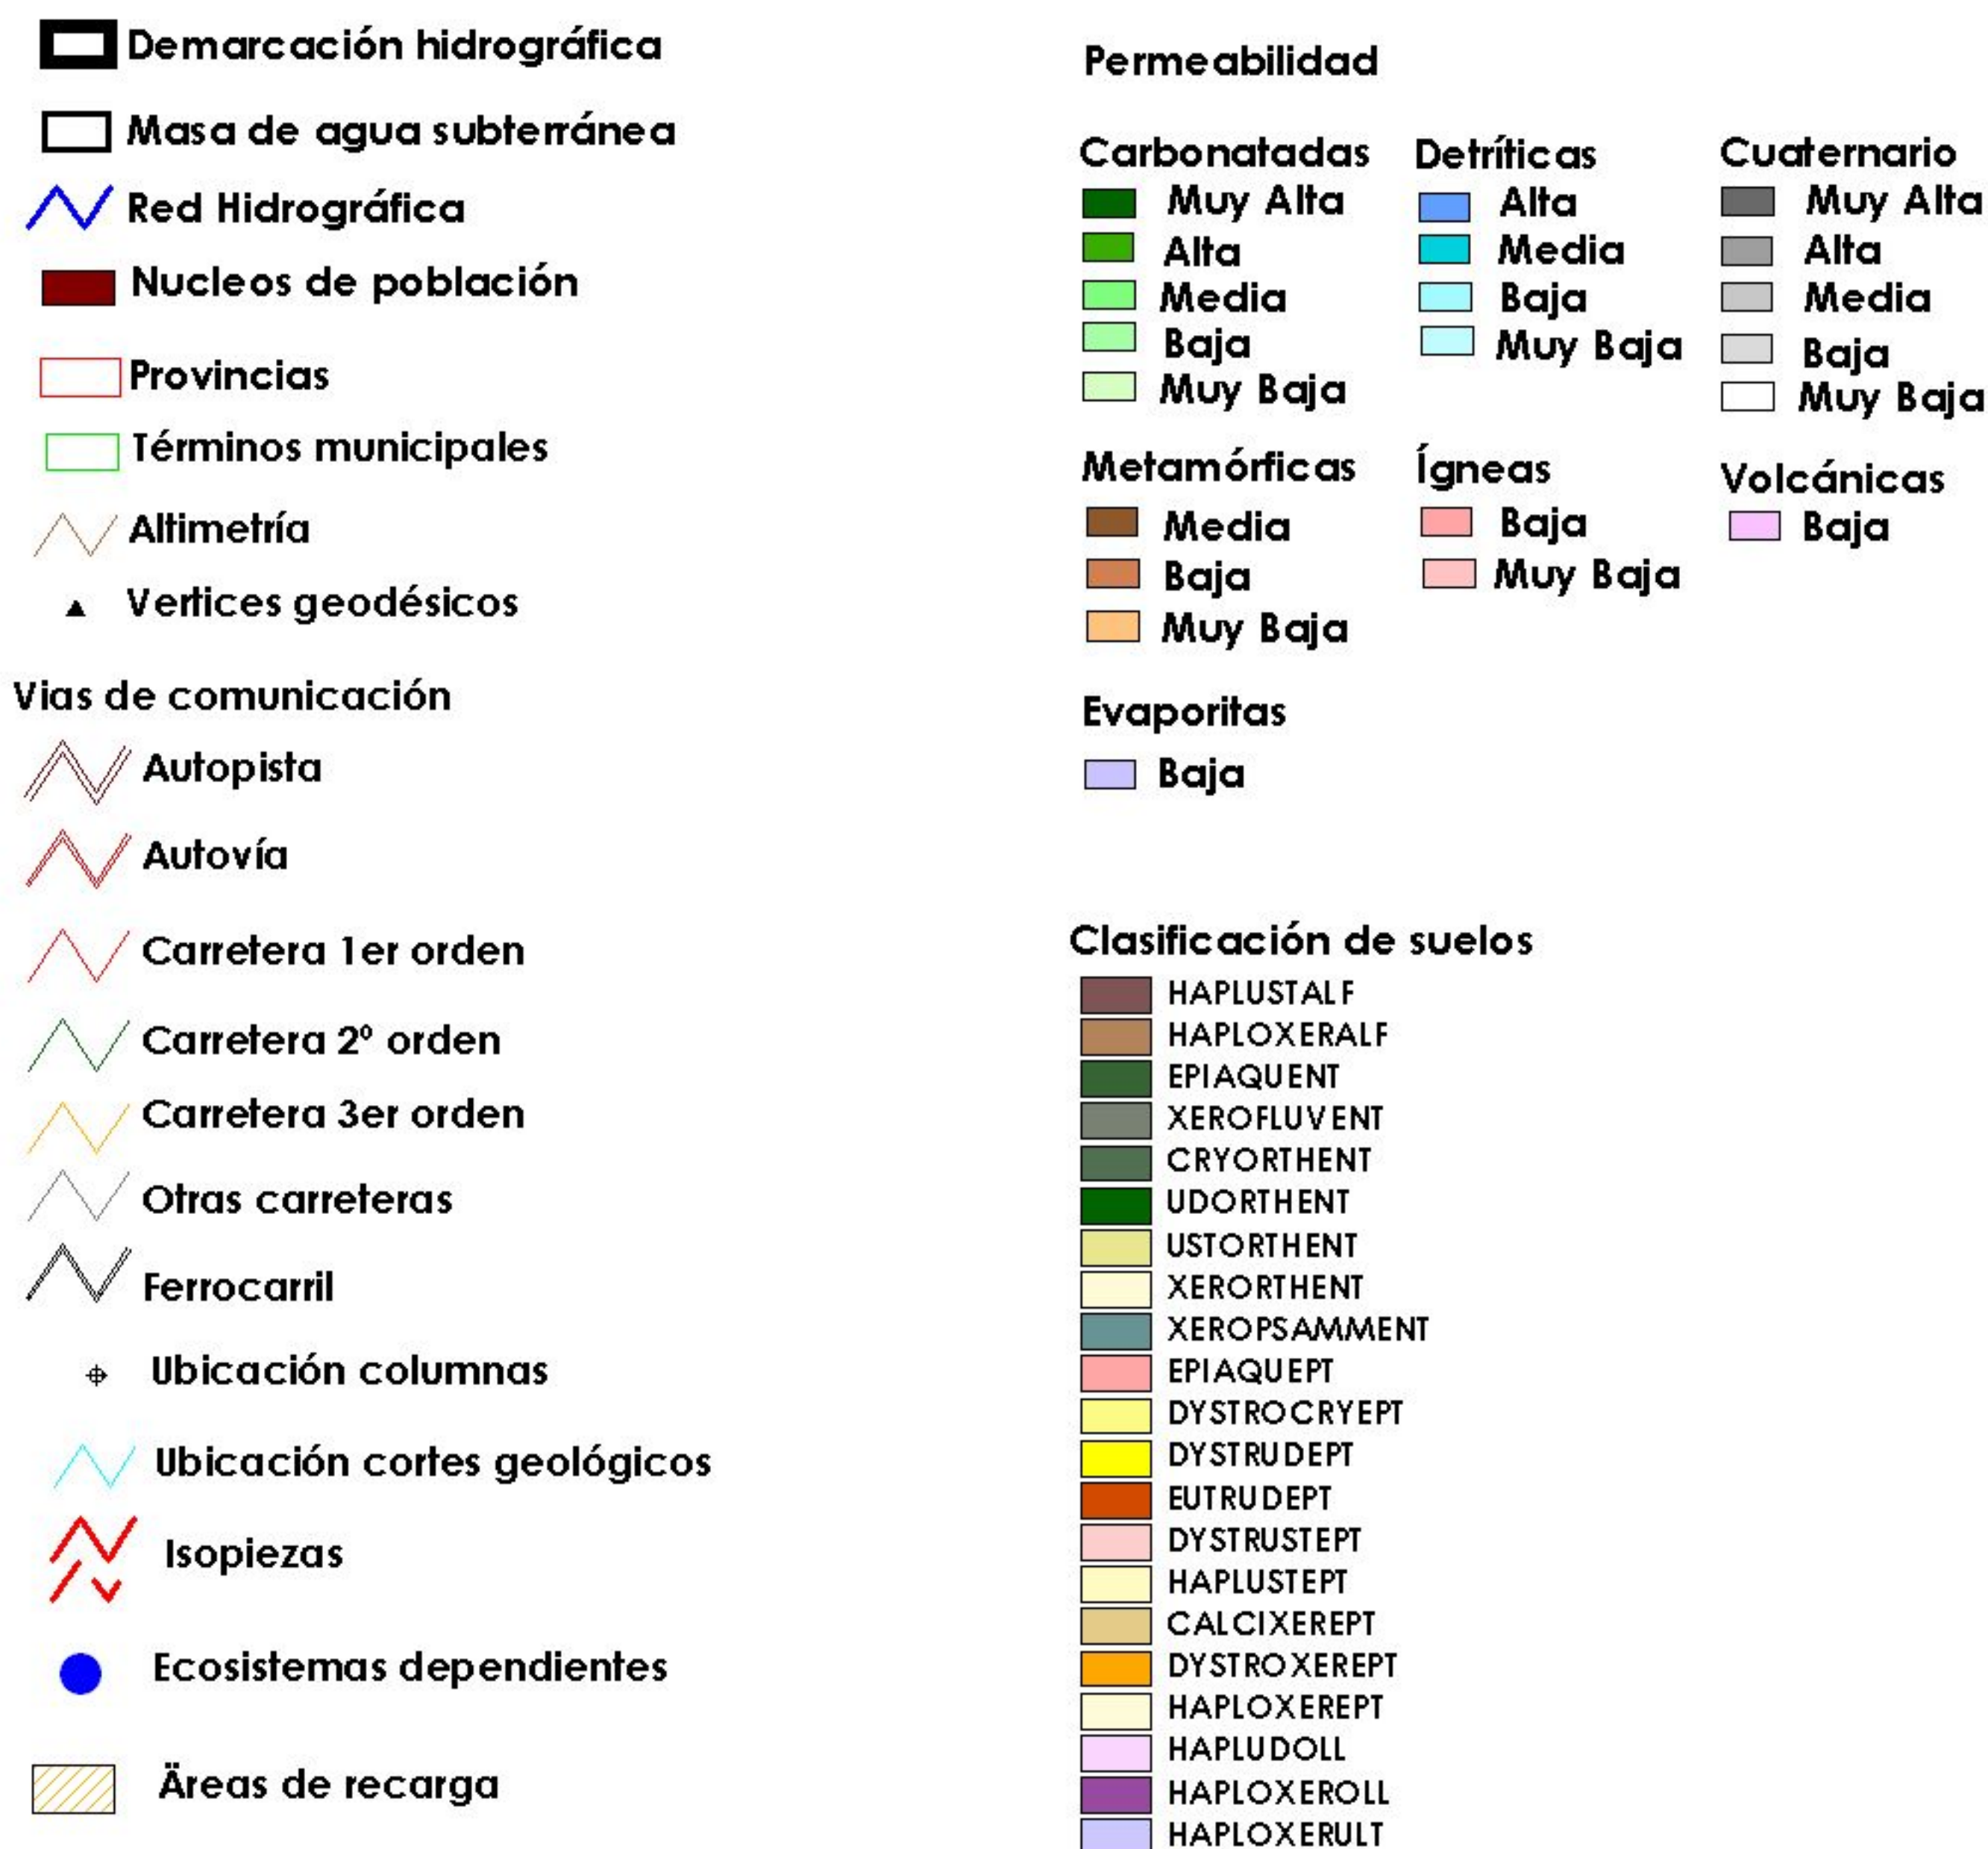 Demarcación hidrográfica
Masa de agua subterránea
Red Hidrográfica
Nucleos de población
Provincias
Términos municipales
Altimetría
Vertices geodésicos
Vias de comunicación
Autopista
Autovía
Carretera 1er orden
Carretera 2º orden
Carretera 3er orden
Otras carreteras
Ferrocarril
Ubicación columnas
Ubicación cortes geológicos
Isopiezas
Ecosistemas dependientes
Äreas de recarga
Permeabilidad
Carbonatadas
Muy Alta
Alta
Media
Baja
Muy Baja
Detríticas
Alta
Media
Baja
Muy Baja
Cuaternario
Muy Alta
Alta
Media
Baja
Muy Baja
Metamórficas
Media
Baja
Muy Baja
Ígneas
Baja
Muy Baja
Volcánicas
Baja
Evaporitas
Baja
Clasificación de suelos
HAPLUSTALF
HAPLOXERALF
EPIAQUENT
XEROFLUVENT
CRYORTHENT
UDORTHENT
USTORTHENT
XERORTHENT
XEROPSAMMENT
EPIAQUEPT
DYSTROCRYEPT
DYSTRUDEPT
EUTRUDEPT
DYSTRUSTEPT
HAPLUSTEPT
CALCIXEREPT
DYSTROXEREPT
HAPLOXEREPT
HAPLUDOLL
HAPLOXEROLL
HAPLOXERULT